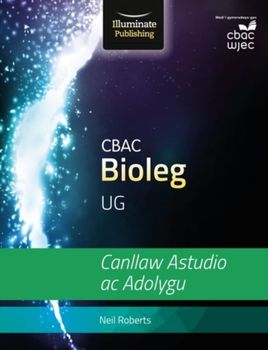 Illuminate
Publishing
Wedi'i gymeradwyo gan
cbac
wjec
CBAC
Bioleg
UG
Canllaw Astudio
ac Adolygu
Neil Roberts